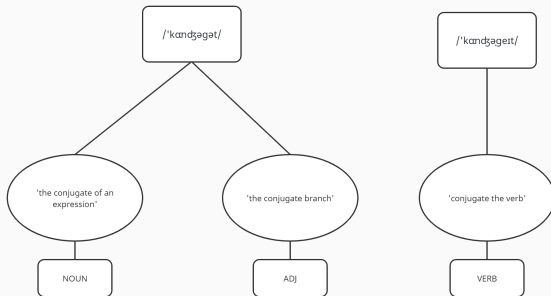 /ˈkɑndʒəgət/
/ˈkɑndʒəgeɪt/
'the conjugate of an
expression'
'the conjugate branch'
'conjugate the verb'
NOUN
ADJ
VERB